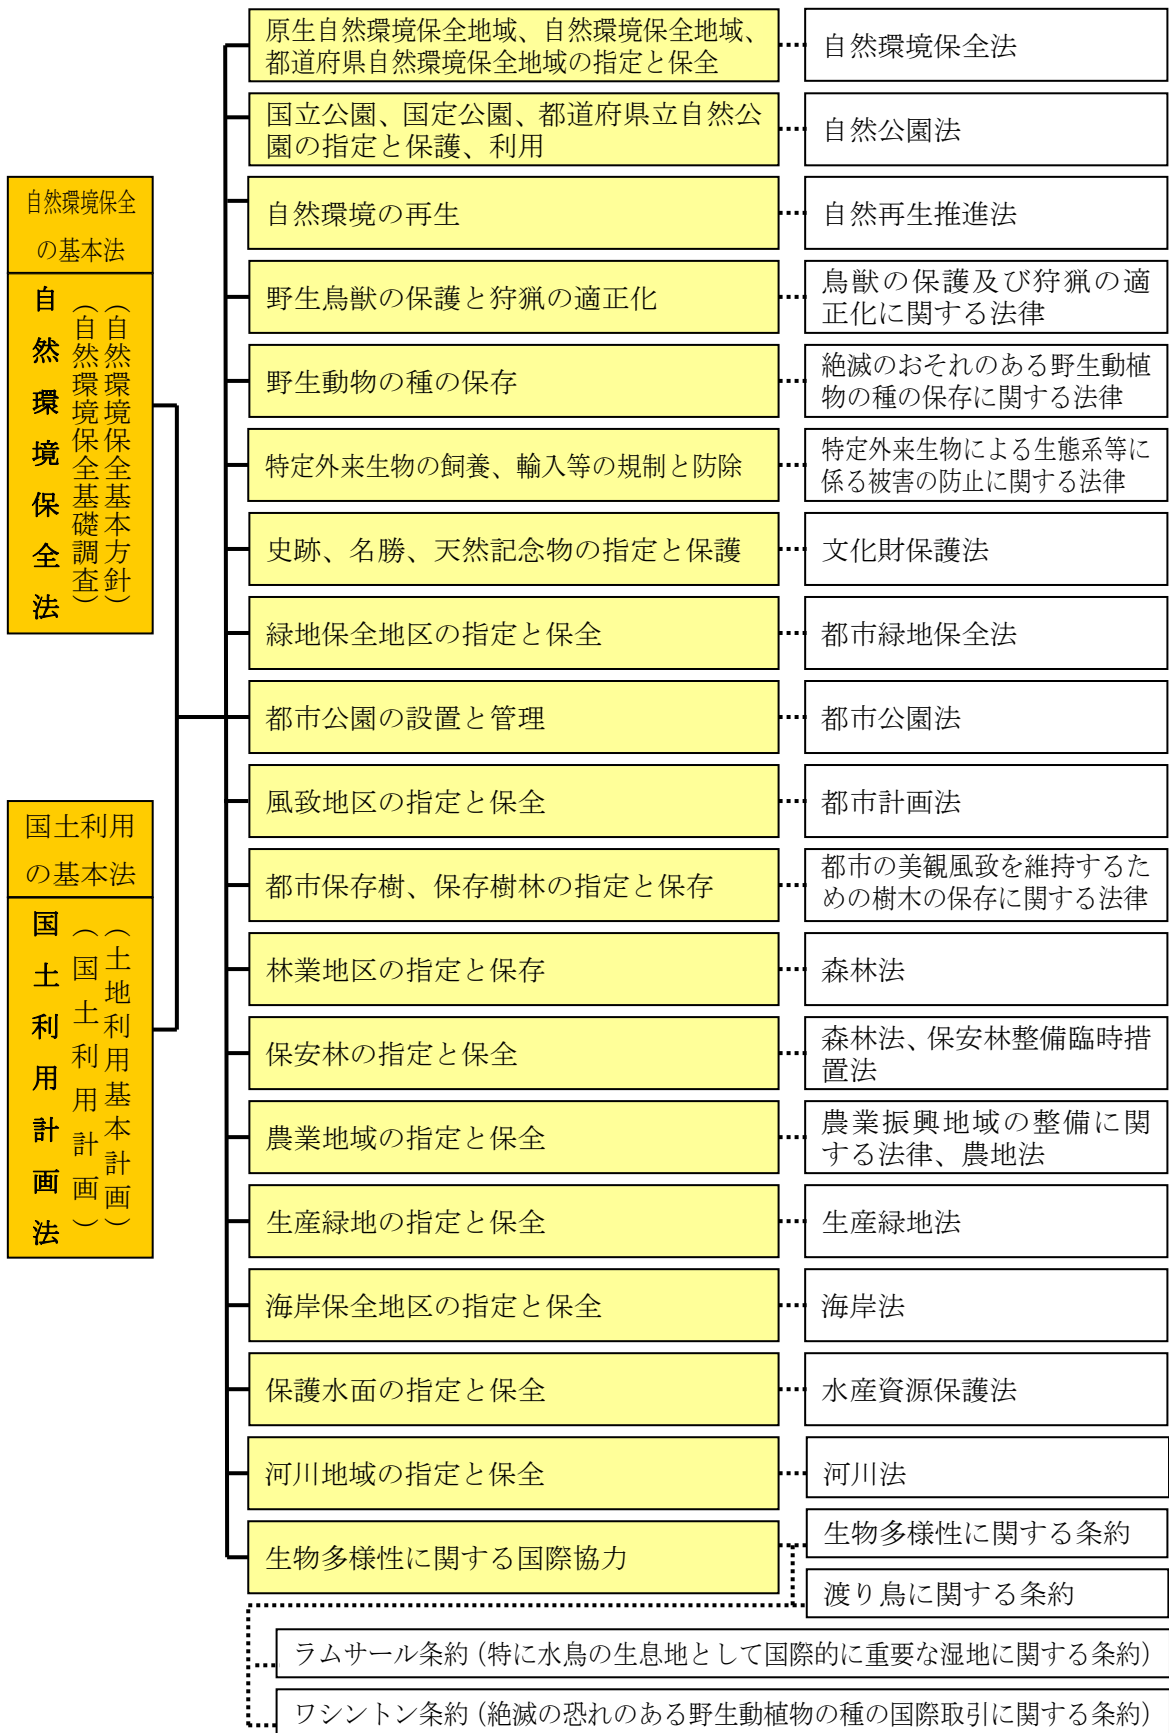 自然環境保全
の基本法
自然環境保全法
（自然環境保全基本方針）
（自然環境保全基礎調査）
国土利用
の基本法
国土利用計画法
（土地利用基本計画）
（国土利用計画）
原生自然環境保全地域、自然環境保全地域、
都道府県自然環境保全地域の指定と保全
自然環境保全法
国立公園、国定公園、都道府県立自然公
園の指定と保護、利用
自然公園法
自然環境の再生
自然再生推進法
野生鳥獣の保護と狩猟の適正化
鳥獣の保護及び狩猟の適
正化に関する法律
野生動物の種の保存
絶滅のおそれのある野生動植
物の種の保存に関する法律
特定外来生物の飼養、輸入等の規制と防除
特定外来生物による生態系等に
係る被害の防止に関する法律
史跡、名勝、天然記念物の指定と保護
文化財保護法
緑地保全地区の指定と保全
都市緑地保全法
都市公園の設置と管理
都市公園法
風致地区の指定と保全
都市計画法
都市保存樹、保存樹林の指定と保存
都市の美観風致を維持するた
めの樹木の保存に関する法律
林業地区の指定と保存
森林法
保安林の指定と保全
森林法、保安林整備臨時措
置法
農業地域の指定と保全
農業振興地域の整備に関
する法律、農地法
生産緑地の指定と保全
生産緑地法
海岸保全地区の指定と保全
海岸法
保護水面の指定と保全
水産資源保護法
河川地域の指定と保全
河川法
生物多様性に関する国際協力
生物多様性に関する条約
渡り鳥に関する条約
ラムサール条約（特に水鳥の生息地として国際的に重要な湿地に関する条約）
ワシントン条約（絶滅の恐れのある野生動植物の種の国際取引に関する条約）